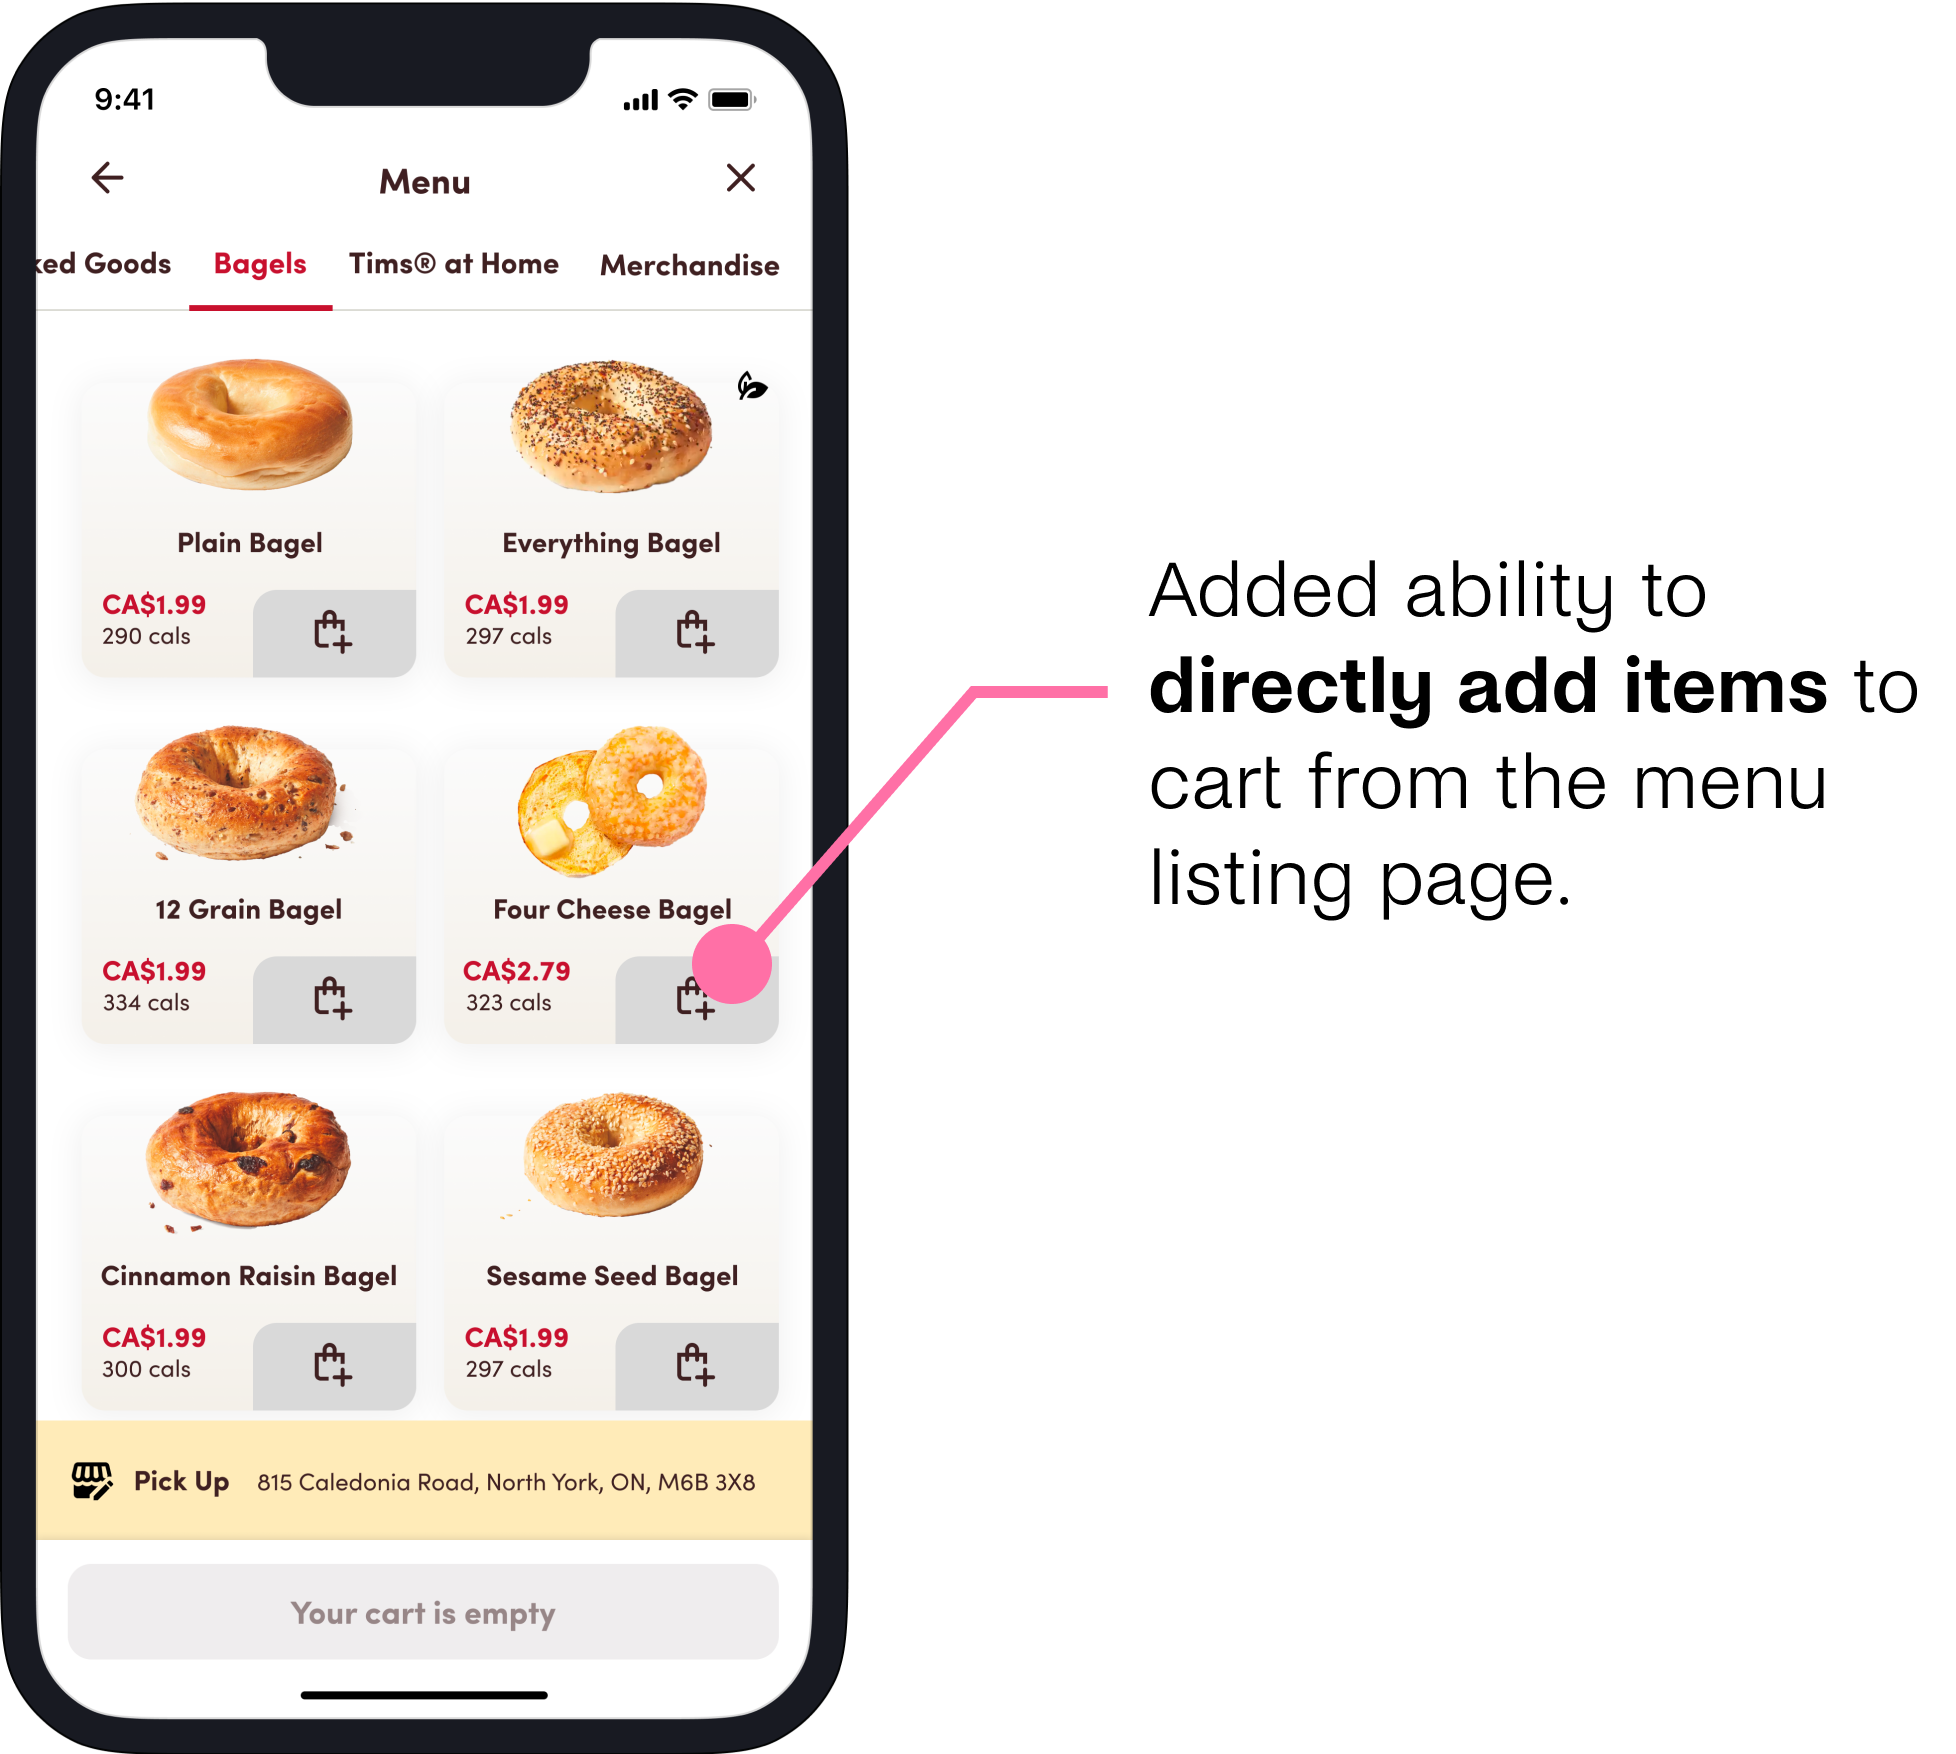 9:41
Menu
ked Goods Bagels Tims® at Home Merchandise
Plain Bagel
CA$1.99
290 cals
Everything Bagel
CA$1.99
297 cals
12 Grain Bagel
CA$1.99
334 cals
Four Cheese Bagel
CA$2.79
323 cals
Cinnamon Raisin Bagel
CA$1.99
300 cals
Sesame Seed Bagel
CA$1.99
297 cals
Pick Up 815 Caledonia Road, North York, ON, M6B 3X8
Your cart is empty
Added ability to
directly add items to
cart from the menu
listing page.